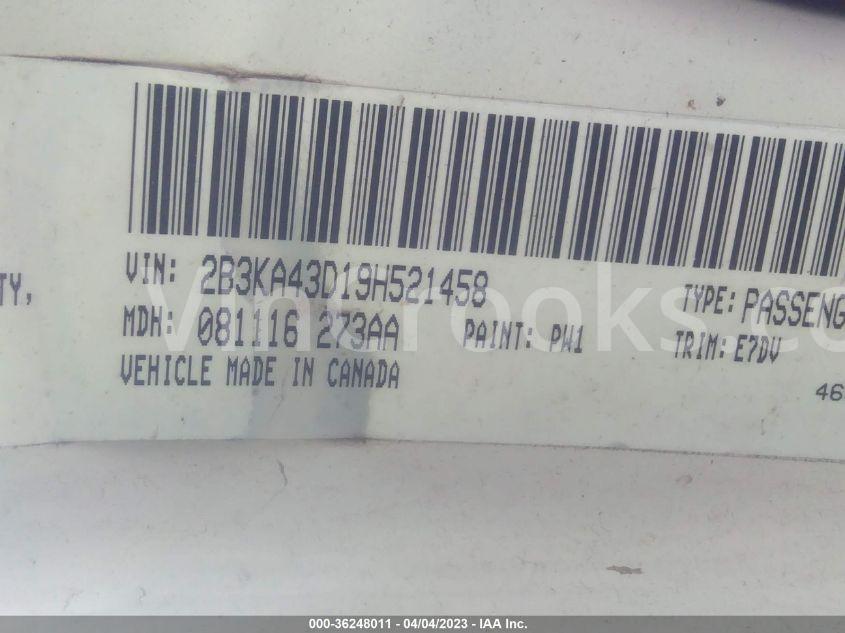 TY,
VIN: 2B3KA43D19H521458
TYPE: PASSENG
MDH: 081116 273AA
PAINT: PW1
TRIM: E7DV
VEHICLE MADE IN CANADA
46
000-36248011 - 04/04/2023 - IAA Inc.